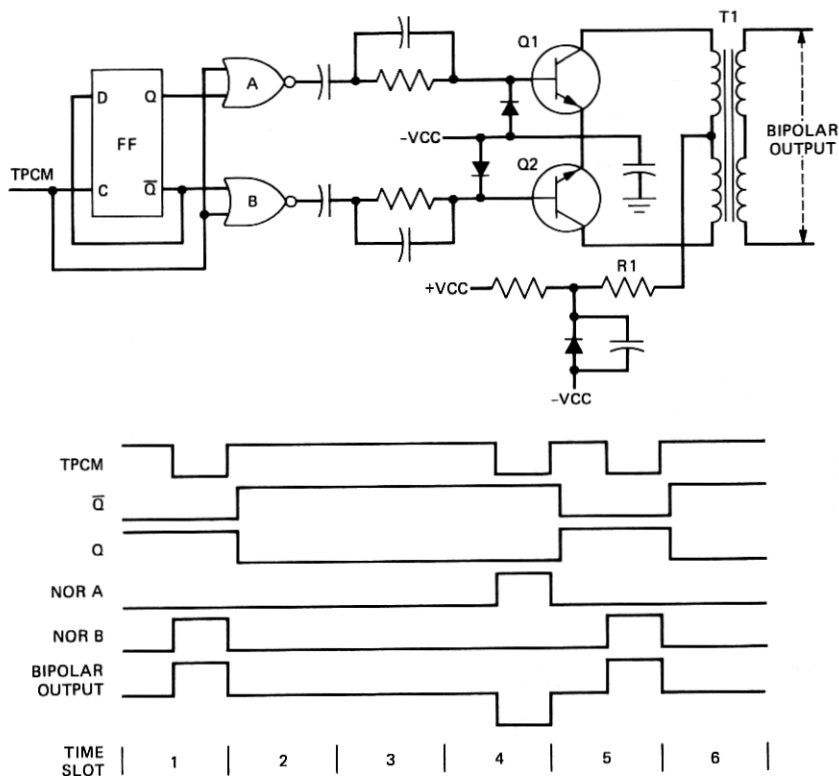 T1
Q1
A
D Q
FF
−VCC
BIPOLAR
OUTPUT
Q2
TPCM
C Q̅
B
R1
+VCC
−VCC
TPCM
Q̅
Q
NOR A
NOR B
BIPOLAR
OUTPUT
TIME
SLOT
1 2 3 4 5 6